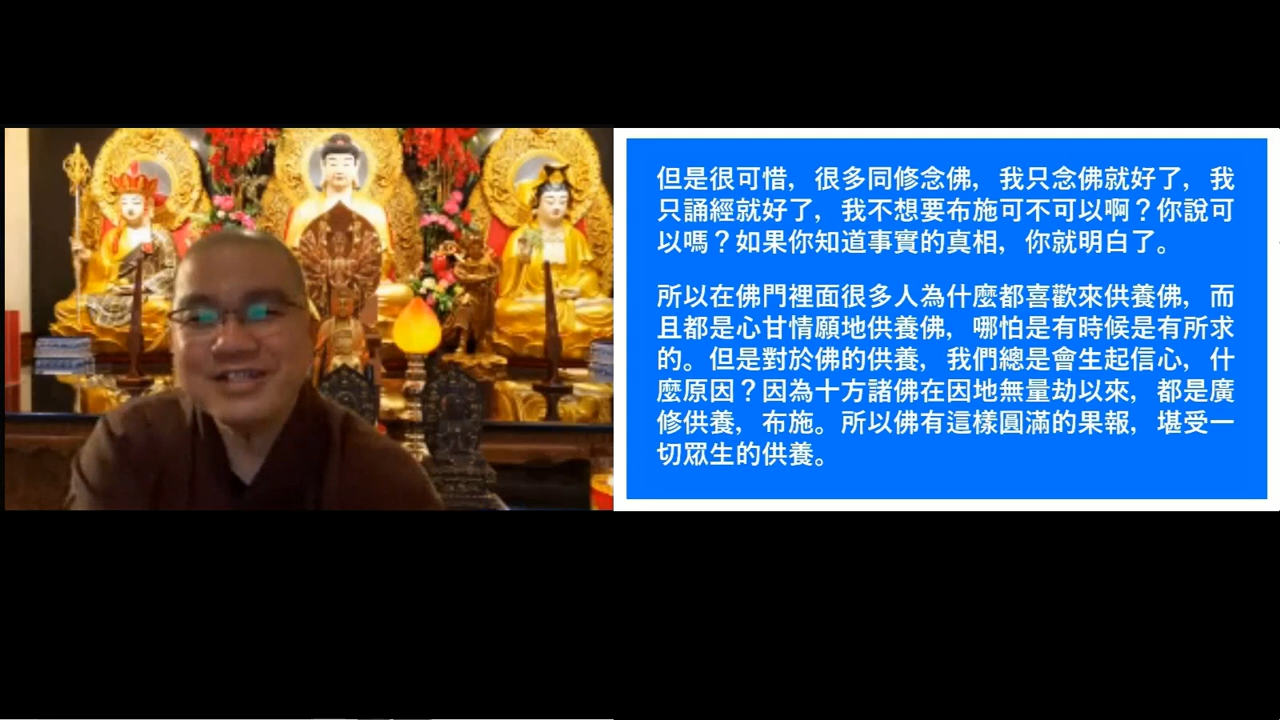 但是很可惜，很多同修念佛，我只念佛就好了，我
只誦經就好了，我不想要布施可不可以啊？你說可
以嗎？如果你知道事實的真相，你就明白了。
所以在佛門裡面很多人為什麼都喜歡來供養佛，而
且都是心甘情願地供養佛，哪怕是有時候是有所求
的。但是對於佛的供養，我們總是會生起信心，什
麼原因？因為十方諸佛在因地無量劫以來，都是廣
修供養，布施。所以佛有這樣圓滿的果報，堪受一
切眾生的供養。